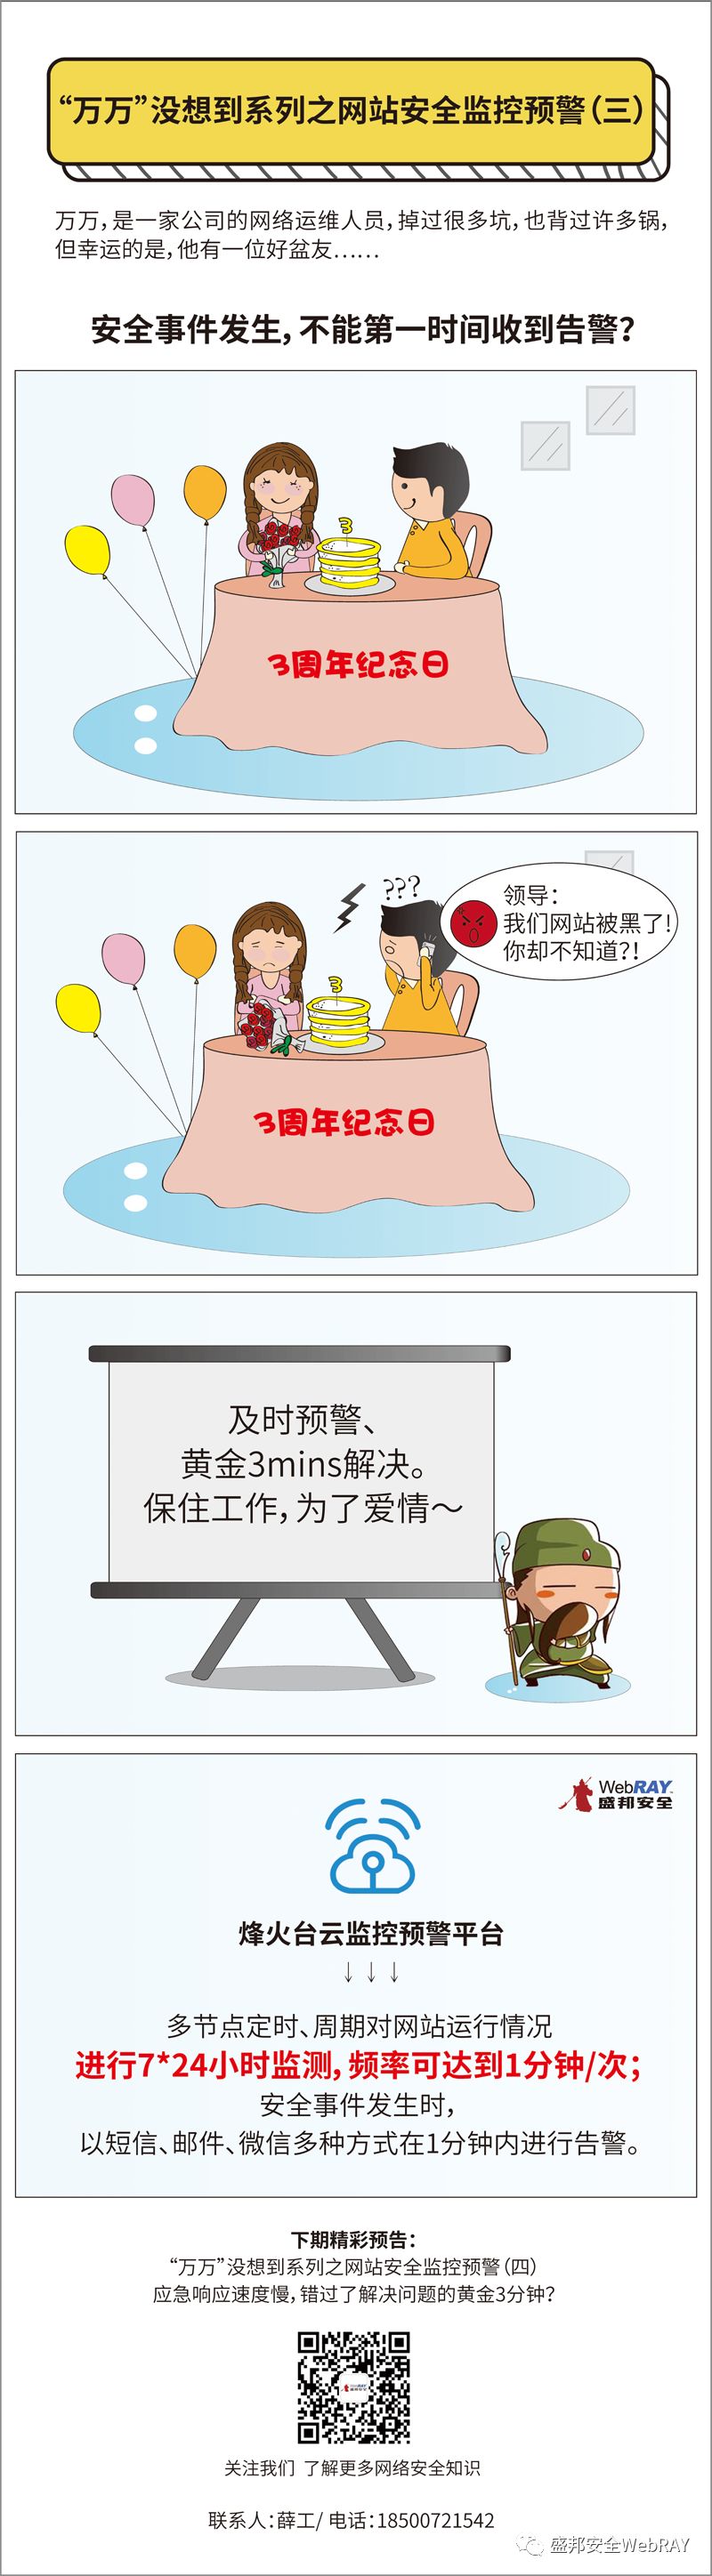 “万万”没想到系列之网站安全监控预警(三)
万万，是一家公司的网络运维人员，掉过很多坑，也背过许多锅，
但幸运的是，他有一位好盆友……
安全事件发生，不能第一时间收到告警？
3
3周年纪念日
???
领导：
我们网站被黑了!
你却不知道?!
3
3周年纪念日
及时预警、
黄金3mins解决。
保住工作，为了爱情～
WebRAY
盛邦安全
烽火台云监控预警平台
↓ ↓ ↓
多节点定时、周期对网站运行情况
进行7*24小时监测，频率可达到1分钟/次；
安全事件发生时，
以短信、邮件、微信多种方式在1分钟内进行告警。
下期精彩预告：
“万万”没想到系列之网站安全监控预警（四）
应急响应速度慢，错过了解决问题的黄金3分钟？
WebRAY
盛邦安全
关注我们 了解更多网络安全知识
联系人：薛工/ 电话：18500721542
盛邦安全WebRAY